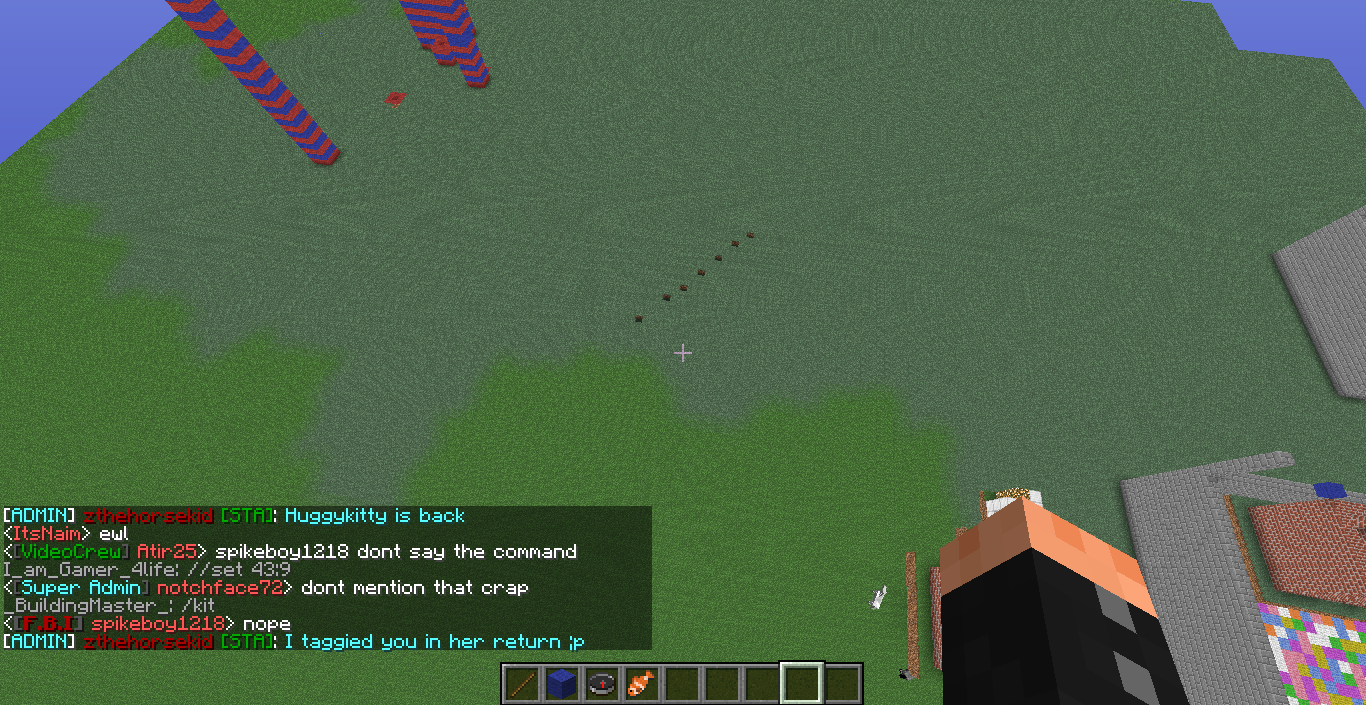 [ADMIN] zthehorsekid [STA]: Huggykitty is back
<ItsNaim> ewl
<[VideoCrew] Atir25> spikeboy1218 dont say the command
I_am_Gamer_4life: //set 43:9
<[Super Admin] notchface72> dont mention that crap
_BuildingMaster_: /kit
<[F.B.I] spikeboy1218> nope
[ADMIN] zthehorsekid [STA]: I taggied you in her return ;p